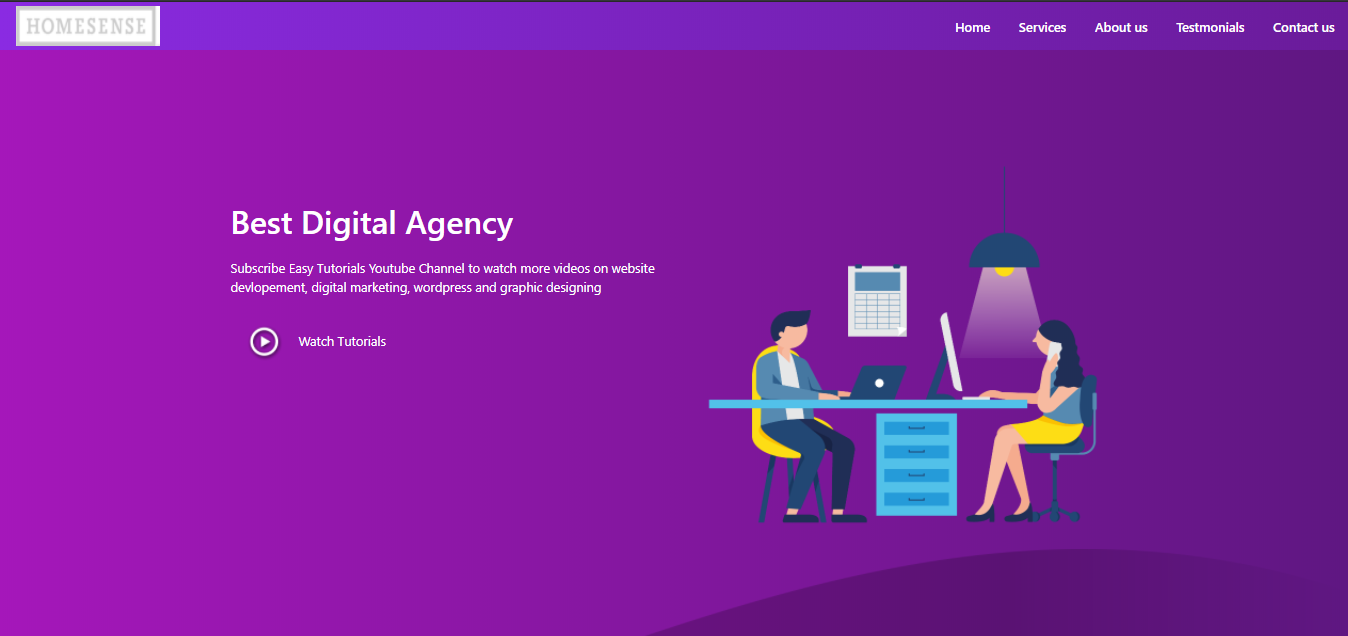 HOMESENSE
Home Services About us Testmonials Contact us
Best Digital Agency
Subscribe Easy Tutorials Youtube Channel to watch more videos on website
devlopement, digital marketing, wordpress and graphic designing
Watch Tutorials